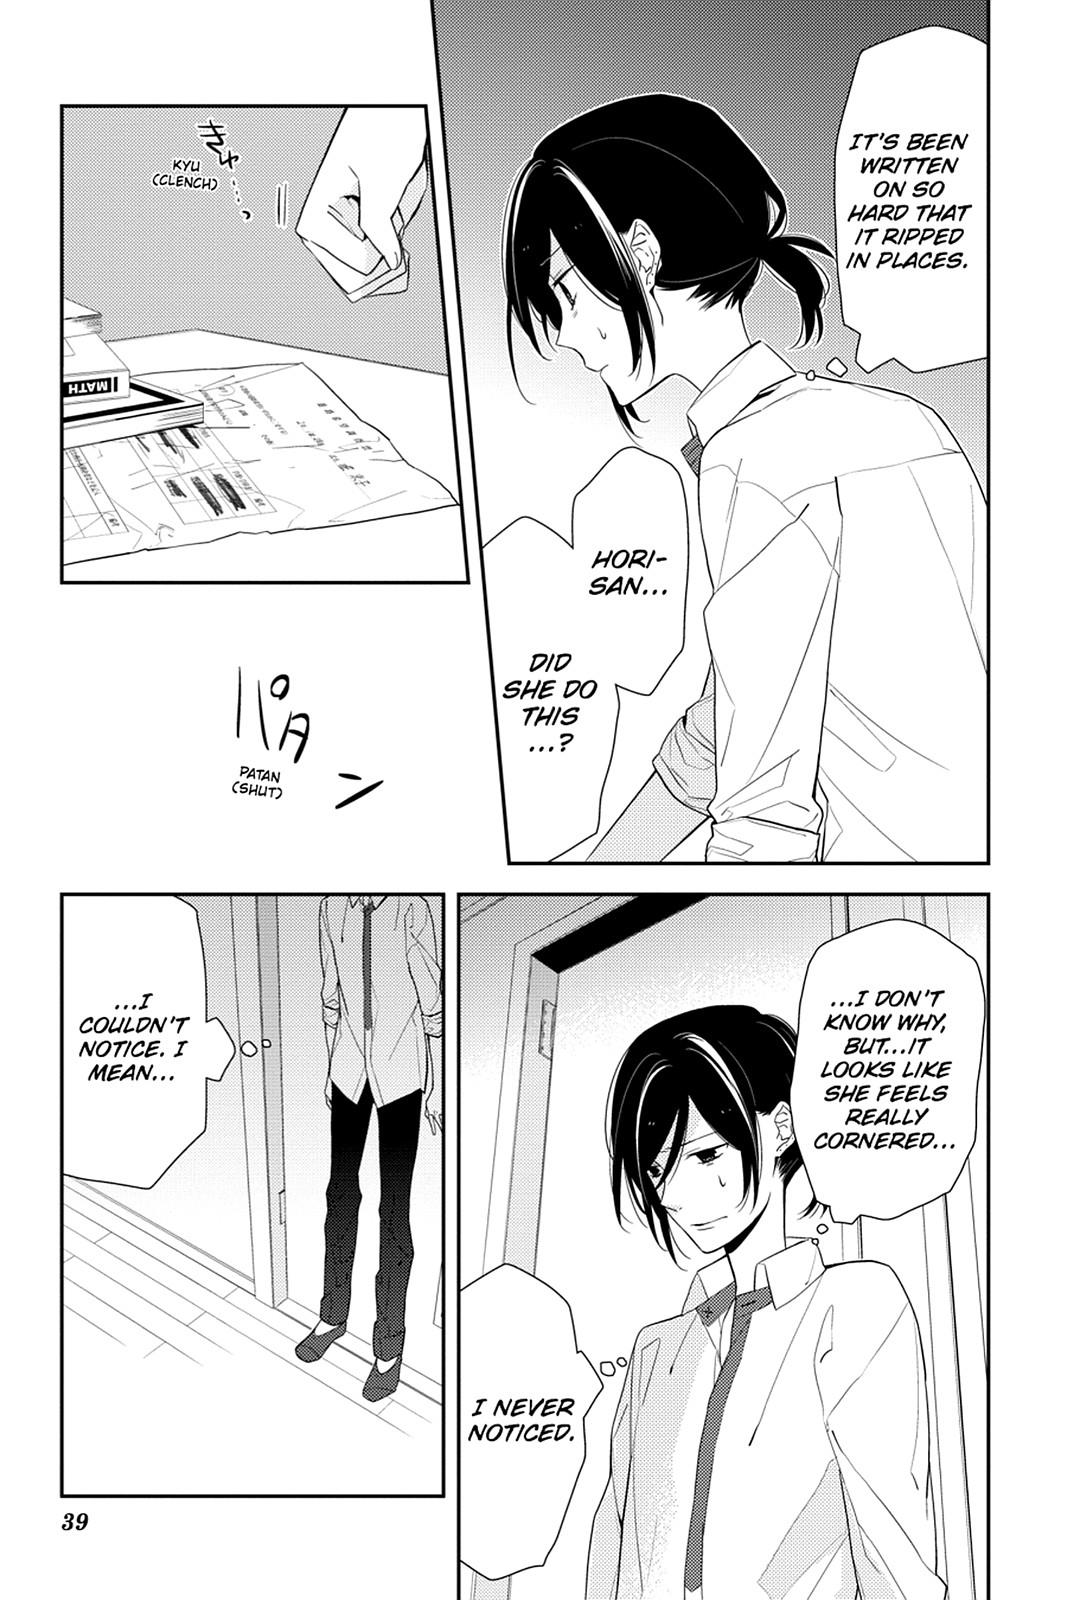 IT'S BEEN
WRITTEN
ON SO
HARD THAT
IT RIPPED
IN PLACES.
HORI-
SAN...
DID
SHE DO
THIS
...?
きゅ……っ
KYU
(CLENCH)
MATH
パタン
PATAN
(SHUT)
...I DON'T
KNOW WHY,
BUT...IT
LOOKS LIKE
SHE FEELS
REALLY
CORNERED...
I NEVER
NOTICED.
...I
COULDN'T
NOTICE. I
MEAN...
39